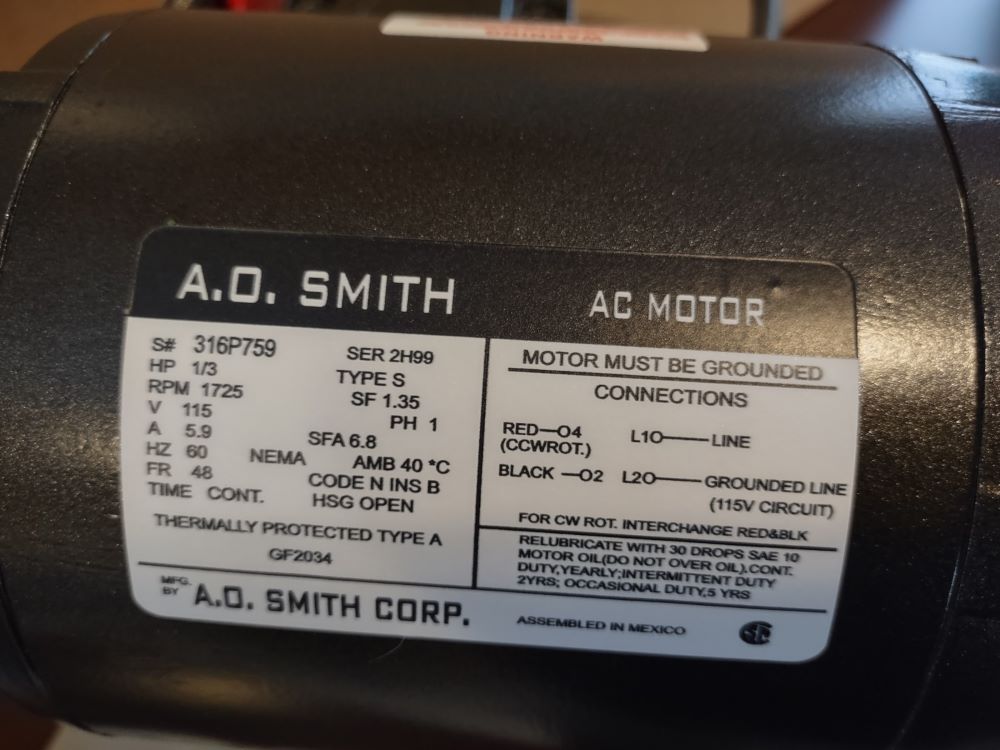 WARNING
A.O. SMITH
AC MOTOR
S# 316P759
SER 2H99
HP 1/3
TYPE S
RPM 1725
SF 1.35
V 115
PH 1
A 5.9
SFA 6.8
HZ 60
NEMA
AMB 40 °C
FR 48
CODE N INS B
TIME CONT.
HSG OPEN
THERMALLY PROTECTED TYPE A
GF2034
MOTOR MUST BE GROUNDED
CONNECTIONS
RED—O4 L1O——LINE
(CCWROT.)
BLACK —O2 L2O——GROUNDED LINE
(115V CIRCUIT)
FOR CW ROT. INTERCHANGE RED&BLK
RELUBRICATE WITH 30 DROPS SAE 10
MOTOR OIL(DO NOT OVER OIL).CONT.
DUTY,YEARLY;INTERMITTENT DUTY
2YRS; OCCASIONAL DUTY,5 YRS
MFG. BY A.O. SMITH CORP.
ASSEMBLED IN MEXICO